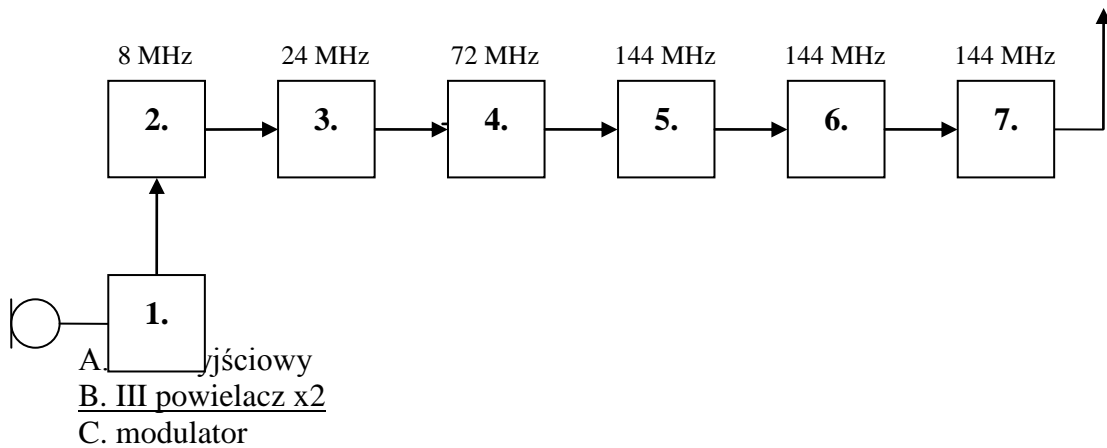 8 MHz 24 MHz 72 MHz 144 MHz 144 MHz 144 MHz
2. 3. 4. 5. 6. 7.
1.
A. yjściowy
B. III powielacz x2
C. modulator